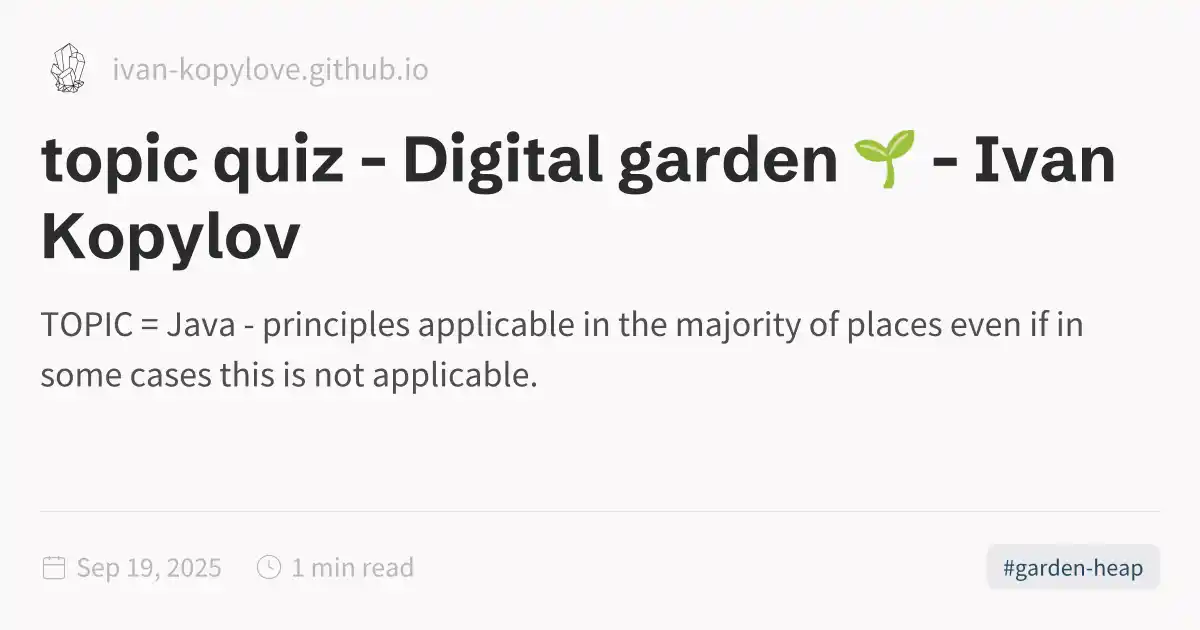 ivan-kopylove.github.io
topic quiz - Digital garden 🌱 - Ivan
Kopylov
TOPIC = Java - principles applicable in the majority of places even if in
some cases this is not applicable.
Sep 19, 2025 1 min read #garden-heap